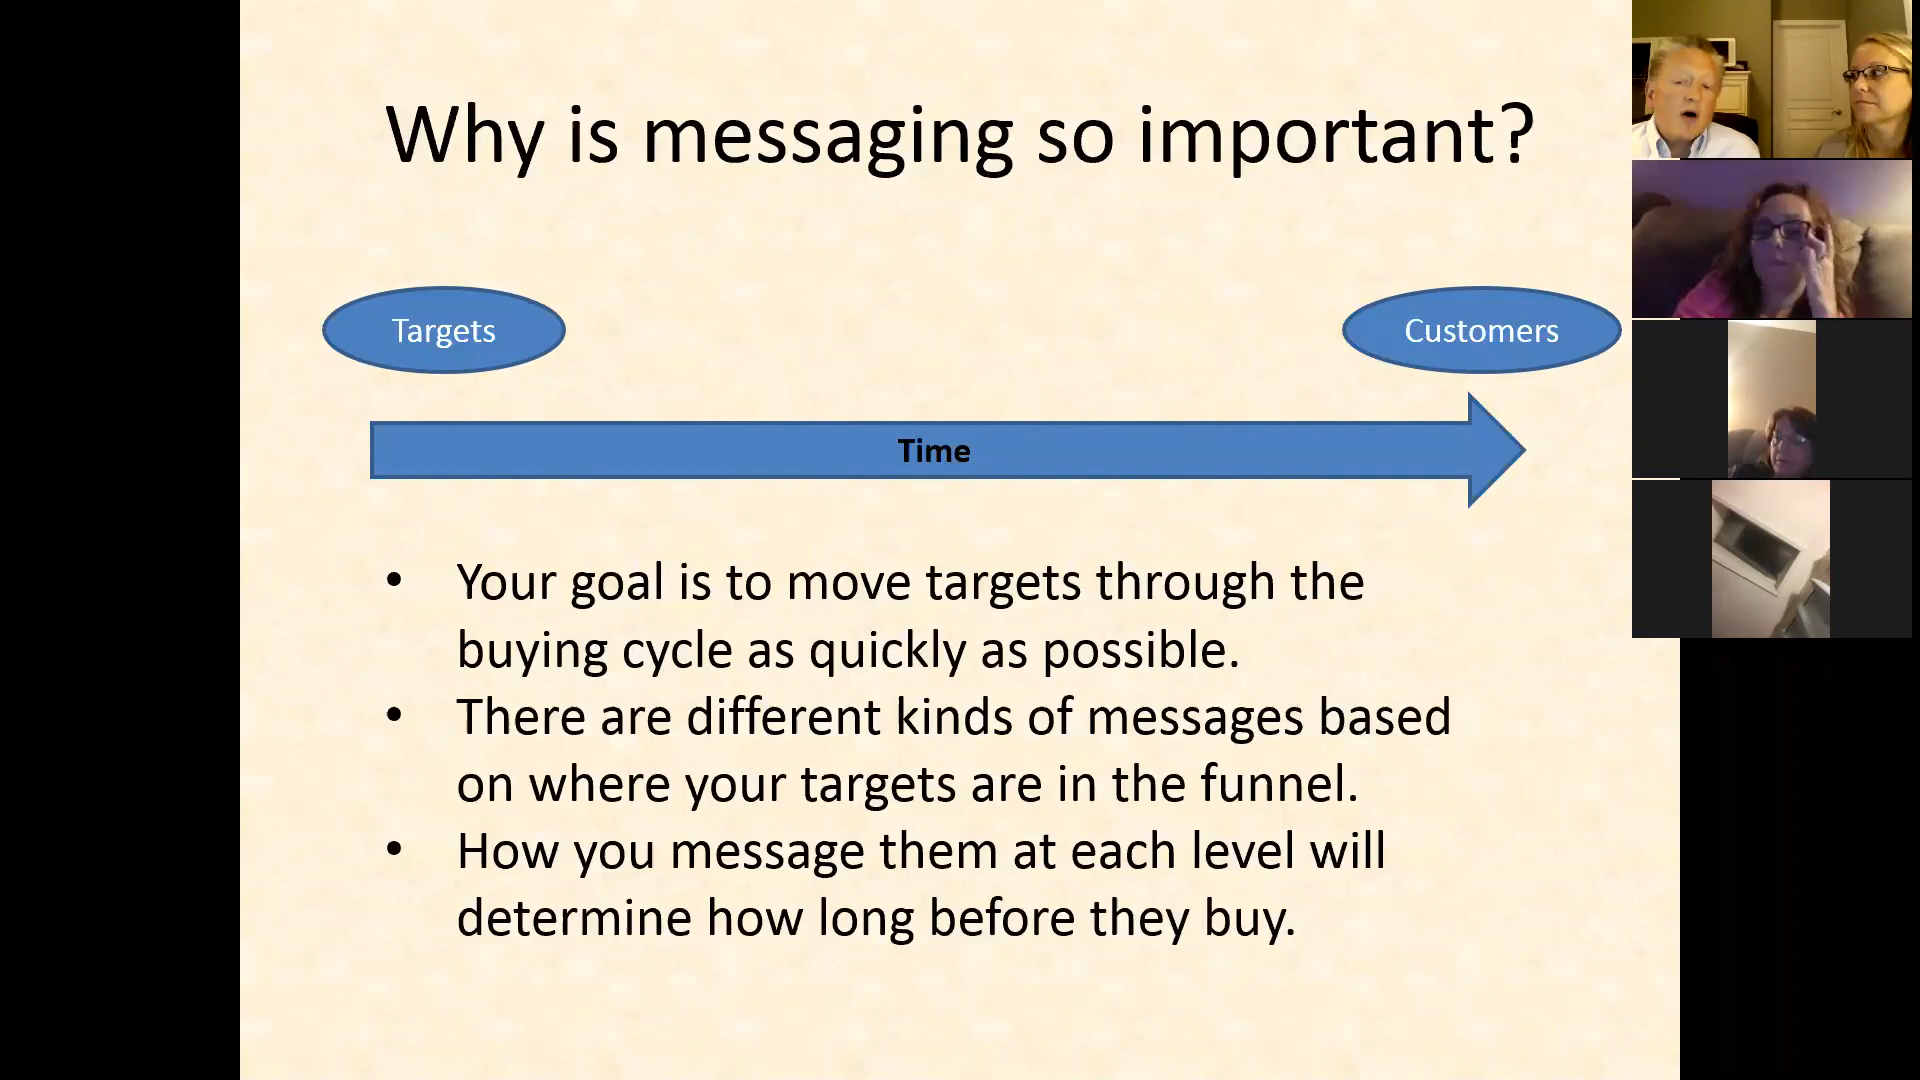 Why is messaging so important?
Targets
Customers
Time
• Your goal is to move targets through the
buying cycle as quickly as possible.
• There are different kinds of messages based
on where your targets are in the funnel.
• How you message them at each level will
determine how long before they buy.